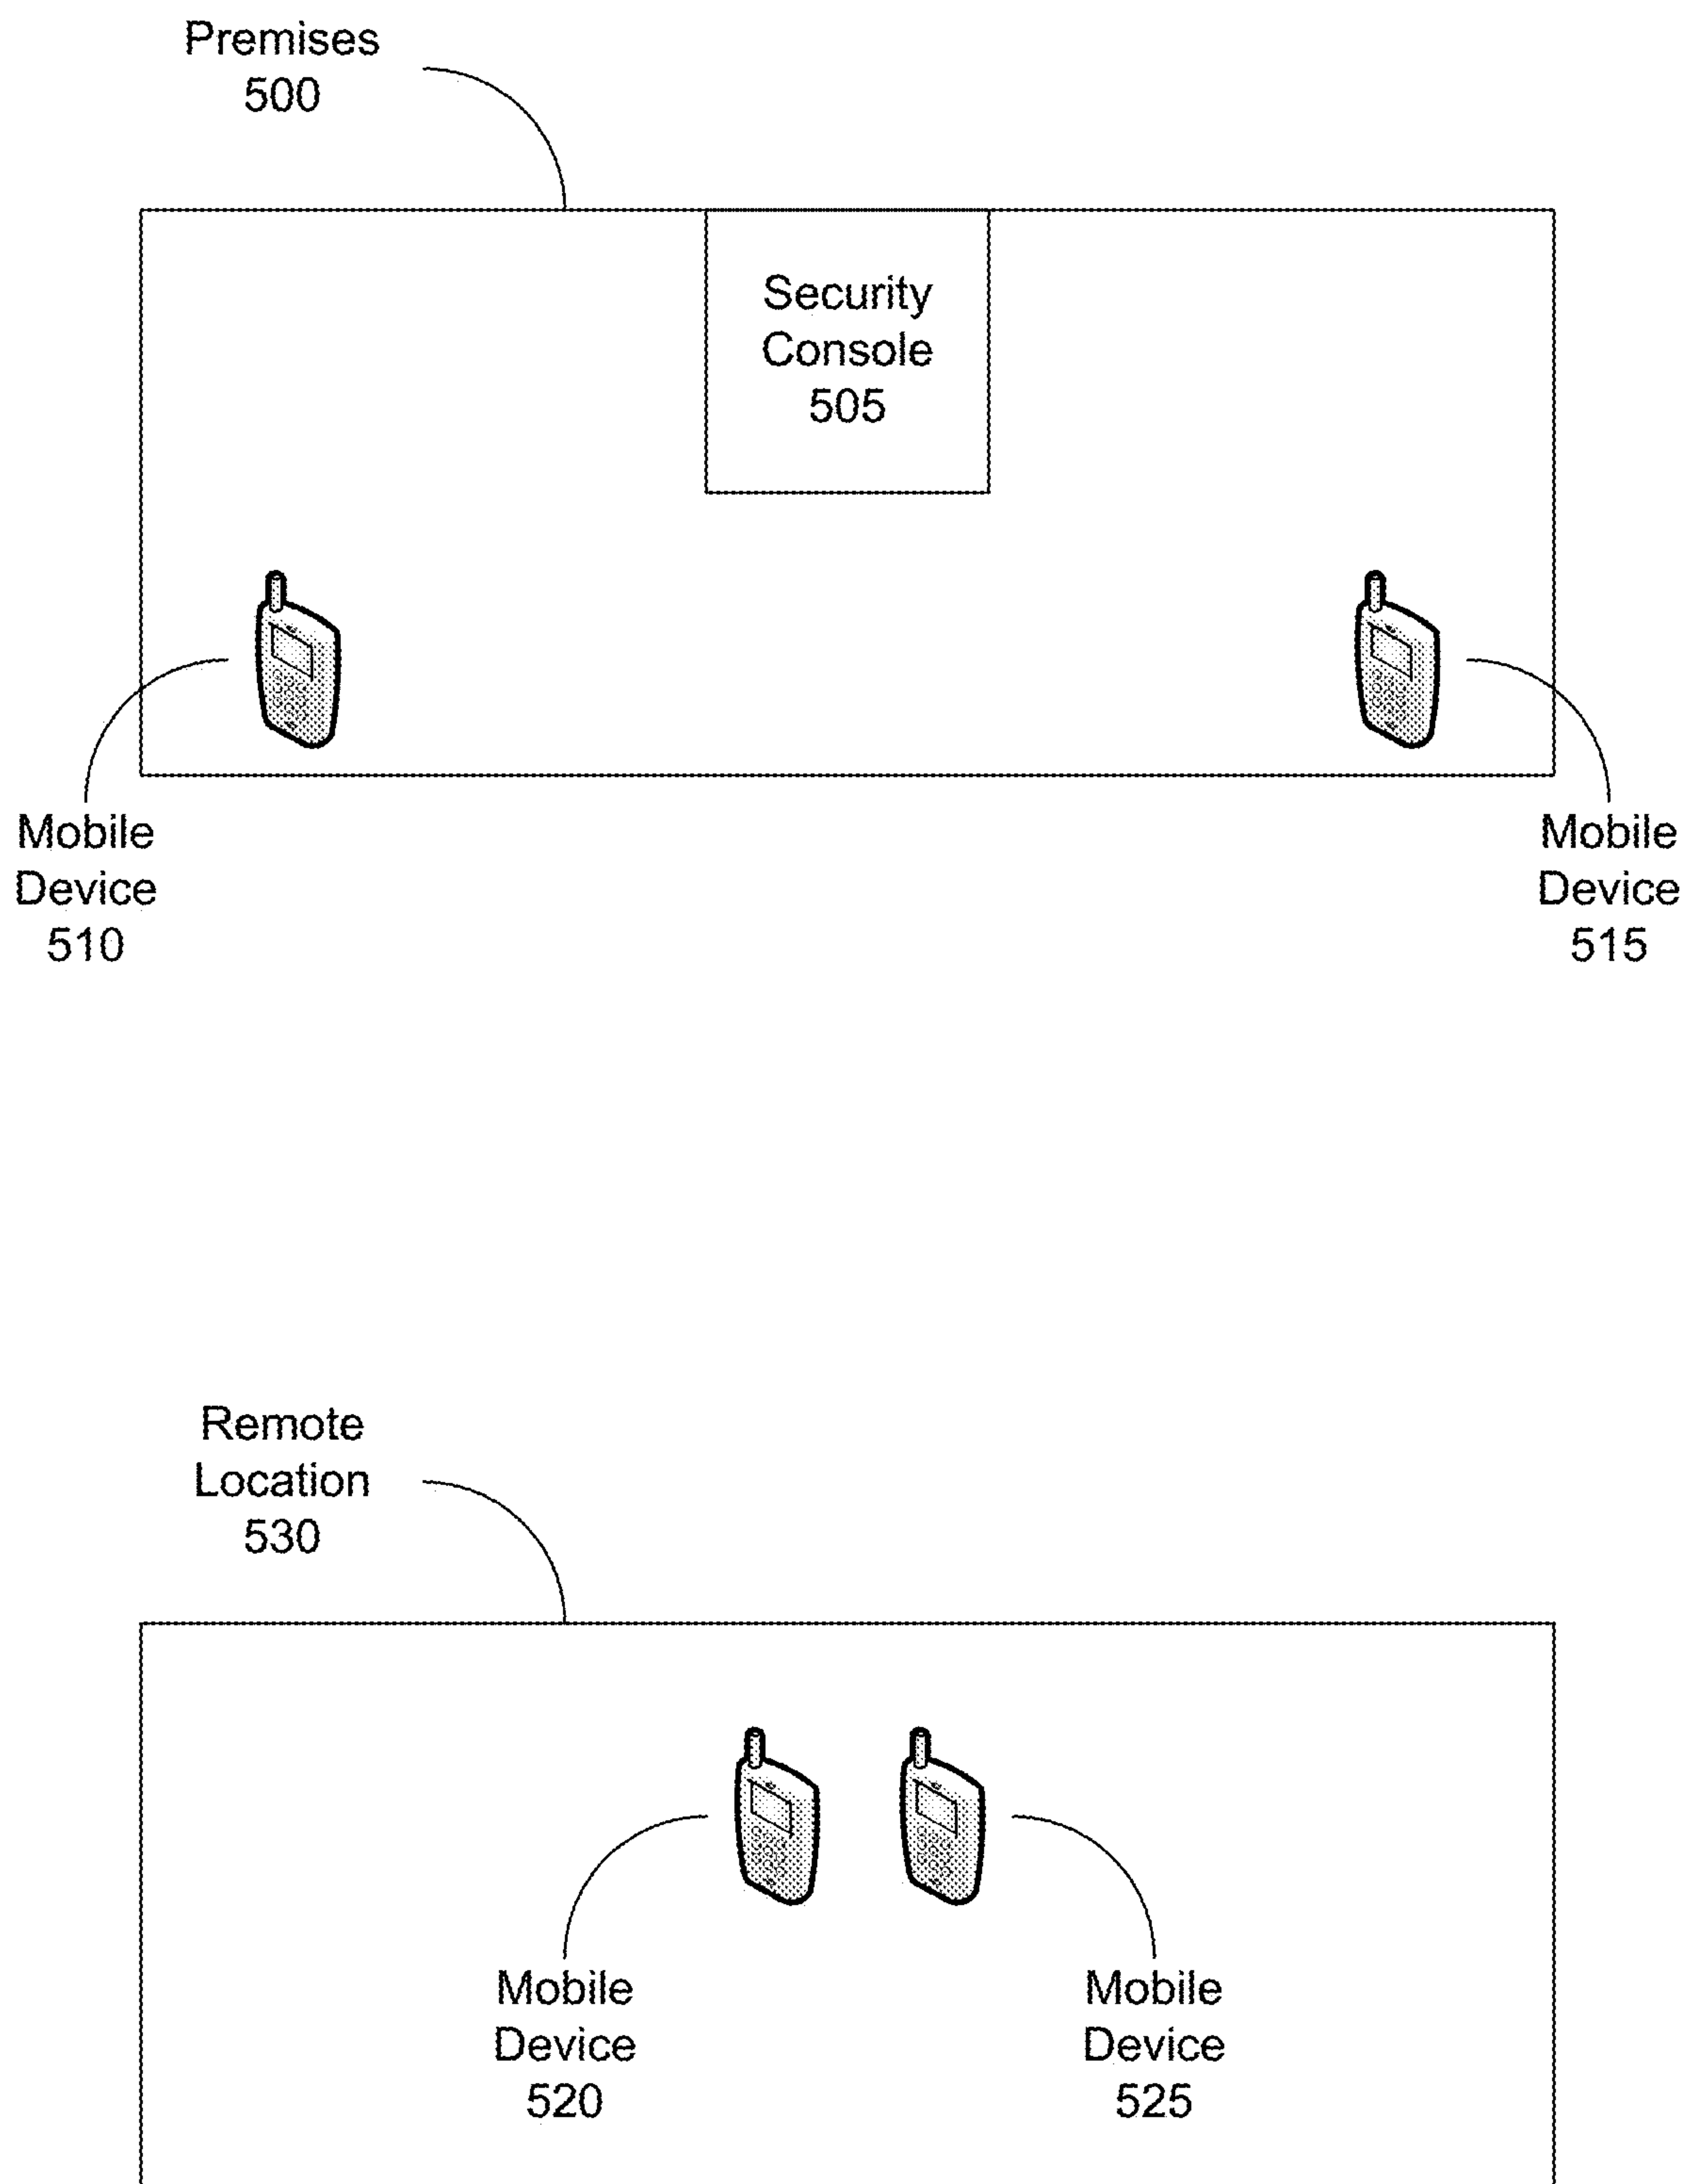 Premises
500
Security
Console
505
Mobile
Device
510
Mobile
Device
515
Remote
Location
530
Mobile
Device
520
Mobile
Device
525